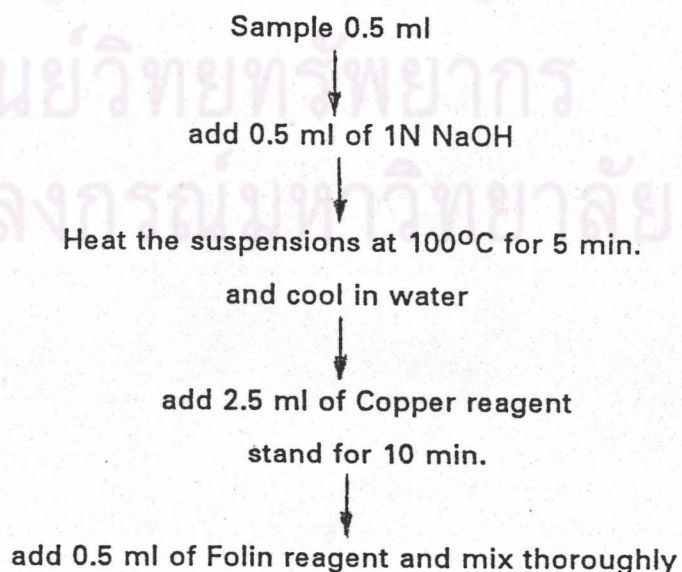 Sample 0.5 ml
add 0.5 ml of 1N NaOH
Heat the suspensions at 100ºC for 5 min.
and cool in water
add 2.5 ml of Copper reagent
stand for 10 min.
add 0.5 ml of Folin reagent and mix thoroughly